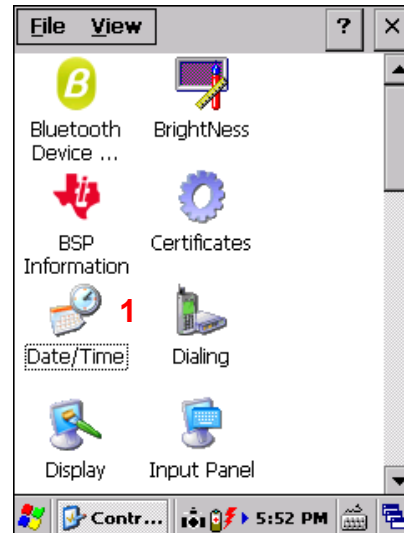 File View ? ×
Bluetooth Device ...
BrightNess
BSP Information
Certificates
1
Date/Time
Dialing
Display
Input Panel
Contr... 5:52 PM